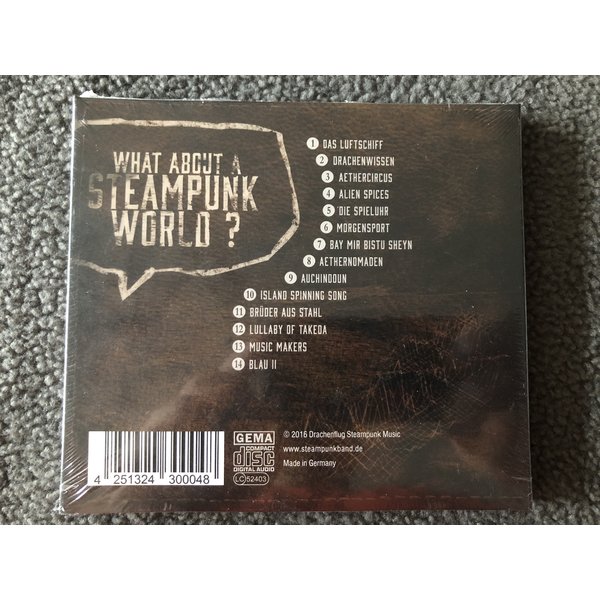 WHAT ABOUT A
STEAMPUNK
WORLD ?
1 DAS LUFTSCHIFF
2 DRACHENWISSEN
3 AETHERCIRCUS
4 ALIEN SPICES
5 DIE SPIELUHR
6 MORGENSPORT
7 BAY MIR BISTU SHEYN
8 AETHERNOMADEN
9 AUCHINDOUN
10 ISLAND SPINNING SONG
11 BRÜDER AUS STAHL
12 LULLABY OF TAKEDA
13 MUSIC MAKERS
14 BLAU II
4 251324 300048
GEMA
COMPACT
disc
DIGITAL AUDIO
LC 52403
© 2016 Drachenflug Steampunk Music
www.steampunkband.de
Made in Germany